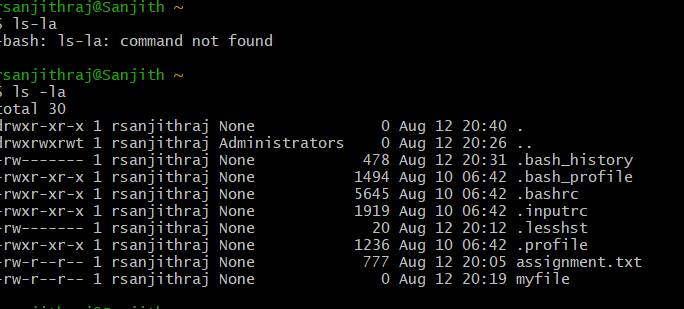 rsanjithraj@Sanjith ~
$ ls-la
-bash: ls-la: command not found
rsanjithraj@Sanjith ~
$ ls -la
total 30
drwxr-xr-x 1 rsanjithraj None 0 Aug 12 20:40 .
drwxrwxrwt 1 rsanjithraj Administrators 0 Aug 12 20:26 ..
-rw------- 1 rsanjithraj None 478 Aug 12 20:31 .bash_history
-rwxr-xr-x 1 rsanjithraj None 1494 Aug 10 06:42 .bash_profile
-rwxr-xr-x 1 rsanjithraj None 5645 Aug 10 06:42 .bashrc
-rwxr-xr-x 1 rsanjithraj None 1919 Aug 10 06:42 .inputrc
-rw------- 1 rsanjithraj None 20 Aug 12 20:12 .lesshst
-rwxr-xr-x 1 rsanjithraj None 1236 Aug 10 06:42 .profile
-rw-r--r-- 1 rsanjithraj None 777 Aug 12 20:05 assignment.txt
-rw-r--r-- 1 rsanjithraj None 0 Aug 12 20:19 myfile